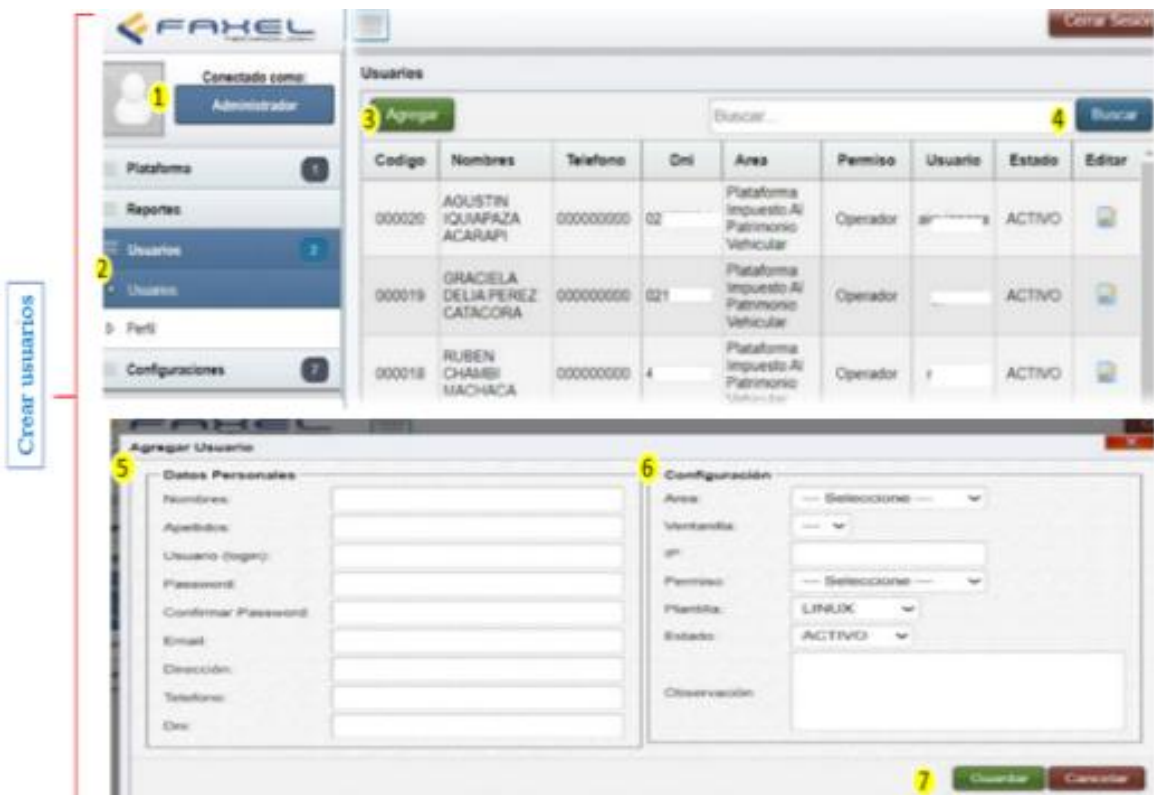 Crear usuarios
FAXEL
Cerrar Sesión
Conectado como:
1
Administrador
Plataforma 1
Reportes
Usuarios 2
2
Usuarios
Perfil
Configuraciones 7
Usuarios
3 Agregar
Buscar...
4 Buscar
Codigo Nombres Telefono Dni Area Permiso Usuario Estado Editar
000020 AGUSTIN IQUIAPAZA ACARAPI 000000000 02 Plataforma Impuesto Al Patrimonio Vehicular Operador ACTIVO
000019 GRACIELA DELIA PEREZ CATACORA 000000000 021 Plataforma Impuesto Al Patrimonio Vehicular Operador ACTIVO
000018 RUBEN CHAMBI MACHACA 000000000 4 Plataforma Impuesto Al Patrimonio Vehicular Operador r ACTIVO
Agregar Usuario
5
Datos Personales
Nombres:
Apellidos:
Usuario (login):
Password:
Confirmar Password:
Email:
Dirección:
Telefono:
Dni:
6
Configuración
Area: --- Seleccione ---
Ventanilla: ---
IP:
Permiso: --- Seleccione ---
Plantilla: LINUX
Estado: ACTIVO
Observación:
7 Guardar Cancelar